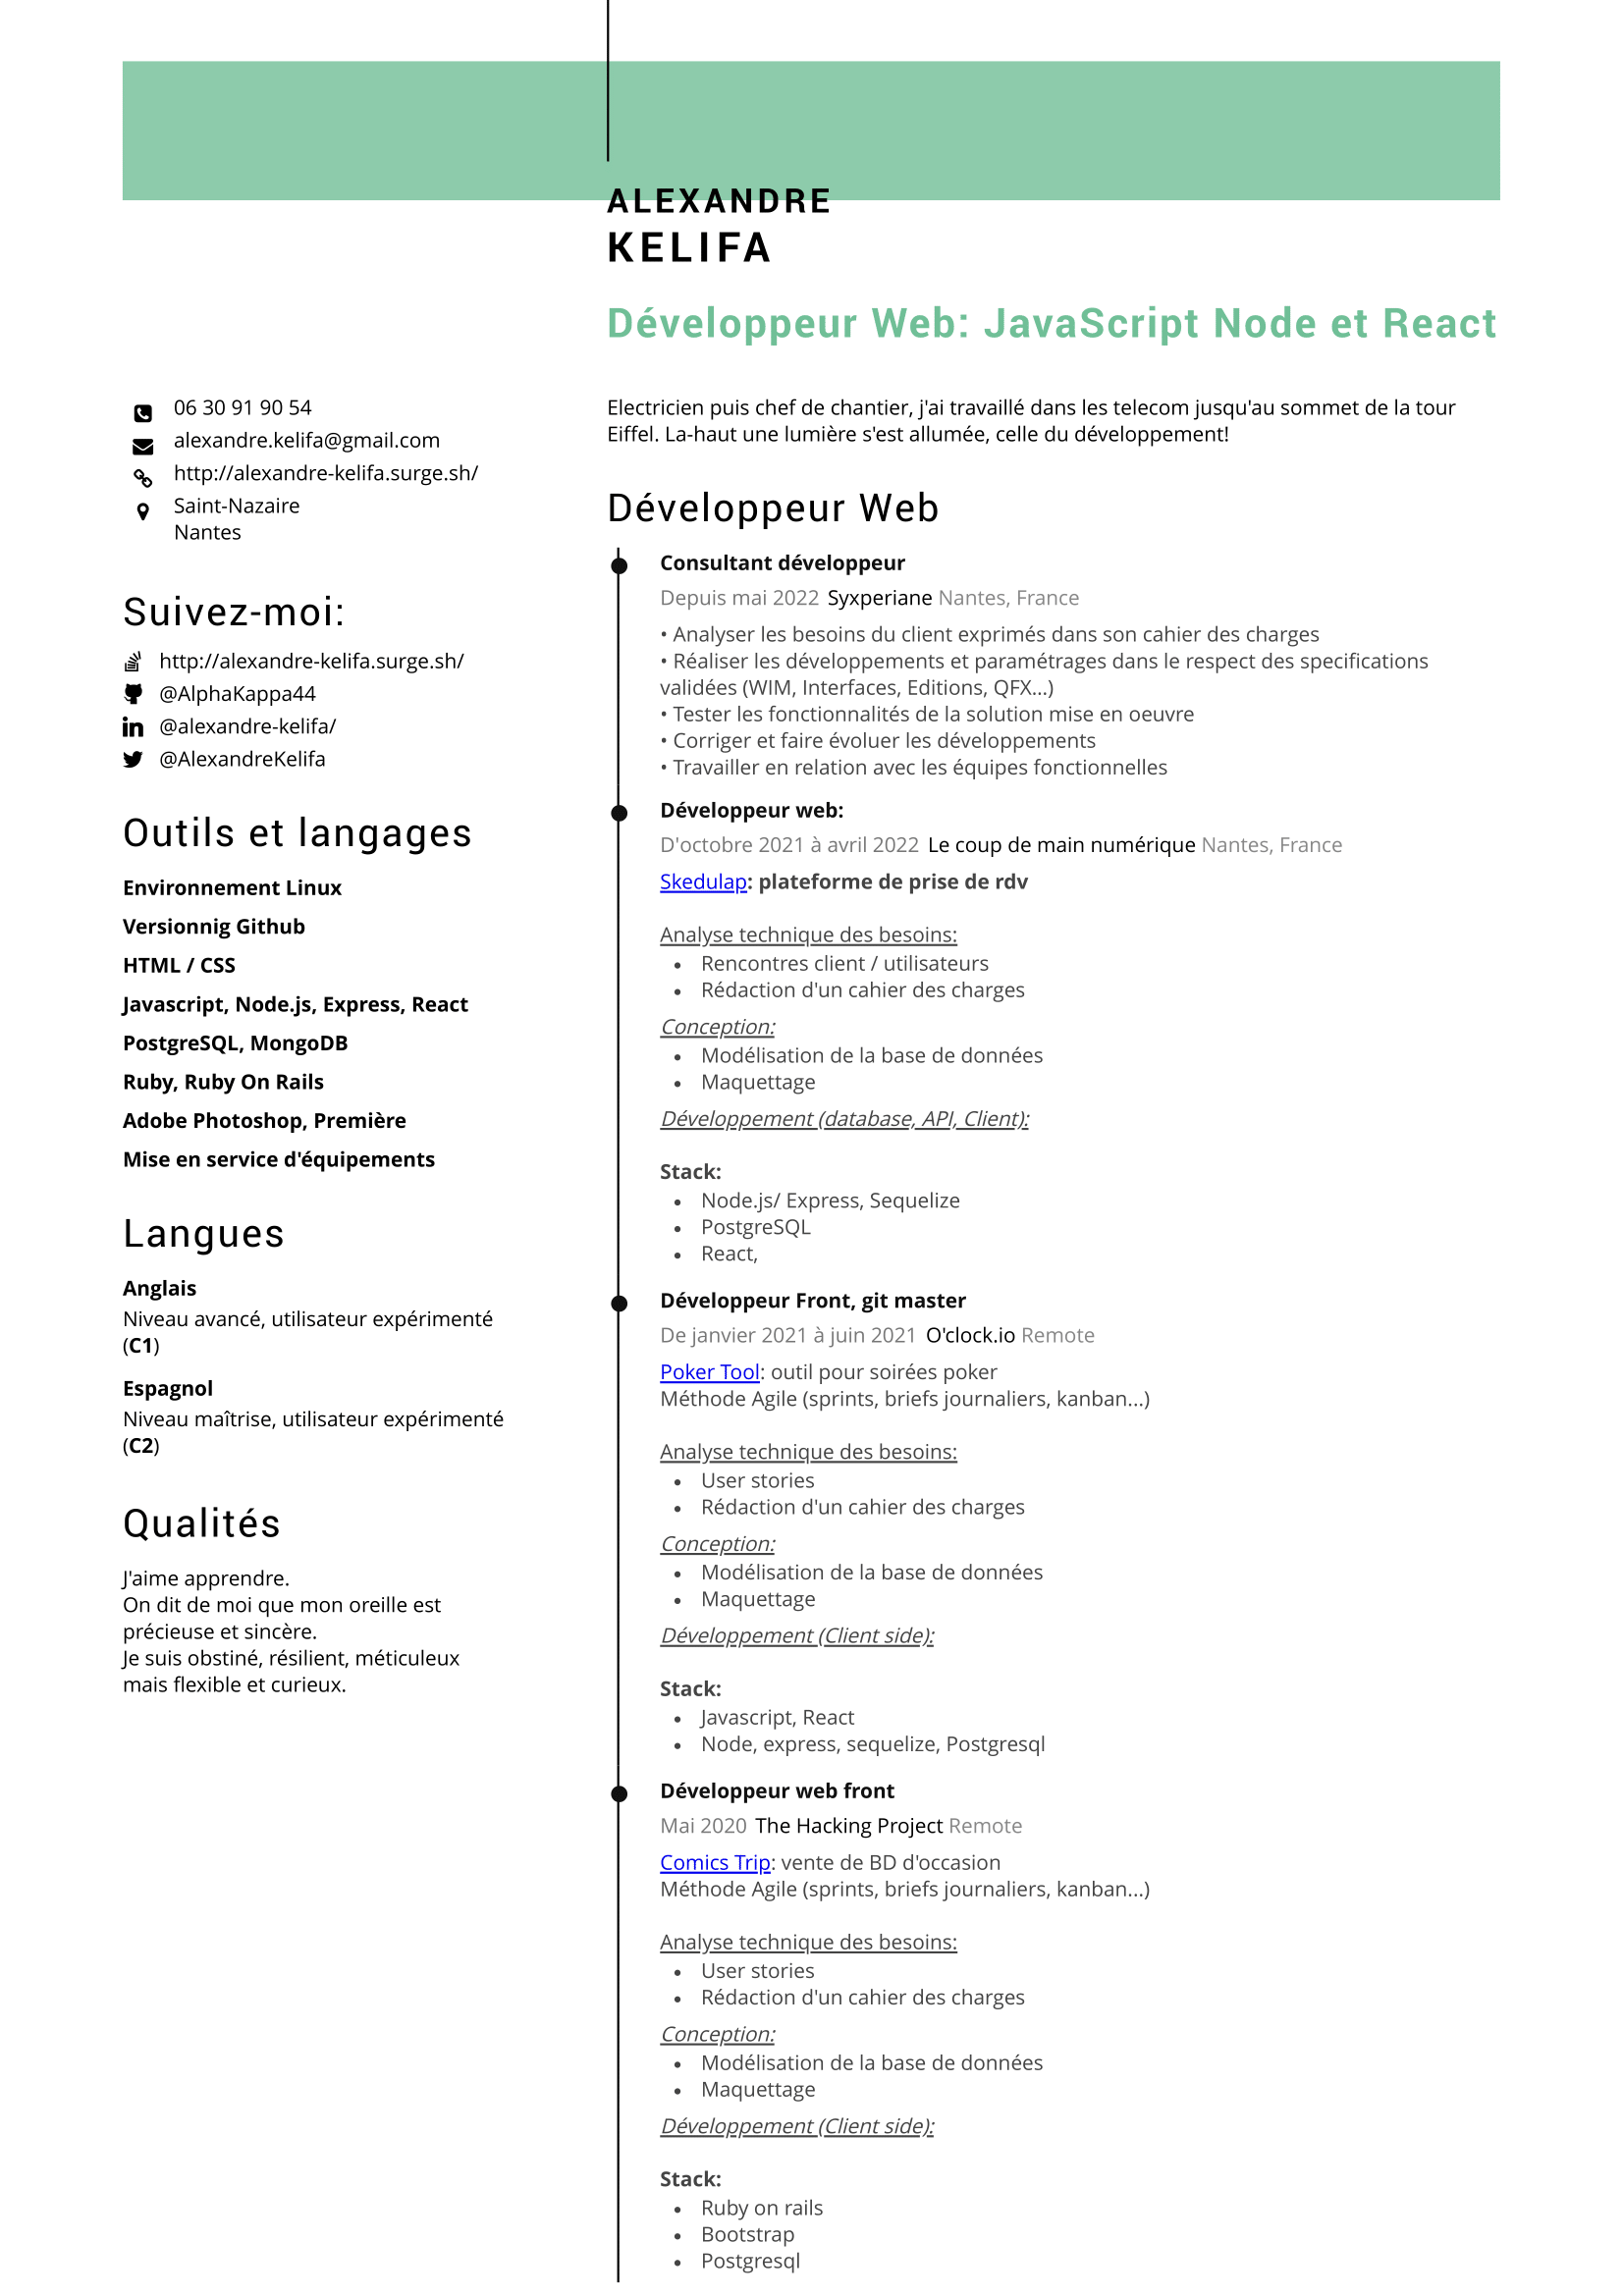 ALEXANDRE
KELIFA
Développeur Web: JavaScript Node et React
06 30 91 90 54
alexandre.kelifa@gmail.com
http://alexandre-kelifa.surge.sh/
Saint-Nazaire
Nantes
Suivez-moi:
http://alexandre-kelifa.surge.sh/
@AlphaKappa44
@alexandre-kelifa/
@AlexandreKelifa
Outils et langages
Environnement Linux
Versionnig Github
HTML / CSS
Javascript, Node.js, Express, React
PostgreSQL, MongoDB
Ruby, Ruby On Rails
Adobe Photoshop, Première
Mise en service d'équipements
Langues
Anglais
Niveau avancé, utilisateur expérimenté
(C1)
Espagnol
Niveau maîtrise, utilisateur expérimenté
(C2)
Qualités
J'aime apprendre.
On dit de moi que mon oreille est
précieuse et sincère.
Je suis obstiné, résilient, méticuleux
mais flexible et curieux.
Electricien puis chef de chantier, j'ai travaillé dans les telecom jusqu'au sommet de la tour
Eiffel. La-haut une lumière s'est allumée, celle du développement!
Développeur Web
Consultant développeur
Depuis mai 2022 Syxperiane Nantes, France
• Analyser les besoins du client exprimés dans son cahier des charges
• Réaliser les développements et paramétrages dans le respect des specifications
validées (WIM, Interfaces, Editions, QFX...)
• Tester les fonctionnalités de la solution mise en oeuvre
• Corriger et faire évoluer les développements
• Travailler en relation avec les équipes fonctionnelles
Développeur web:
D'octobre 2021 à avril 2022 Le coup de main numérique Nantes, France
Skedulap: plateforme de prise de rdv
Analyse technique des besoins:
• Rencontres client / utilisateurs
• Rédaction d'un cahier des charges
Conception:
• Modélisation de la base de données
• Maquettage
Développement (database, API, Client):
Stack:
• Node.js/ Express, Sequelize
• PostgreSQL
• React,
Développeur Front, git master
De janvier 2021 à juin 2021 O'clock.io Remote
Poker Tool: outil pour soirées poker
Méthode Agile (sprints, briefs journaliers, kanban...)
Analyse technique des besoins:
• User stories
• Rédaction d'un cahier des charges
Conception:
• Modélisation de la base de données
• Maquettage
Développement (Client side):
Stack:
• Javascript, React
• Node, express, sequelize, Postgresql
Développeur web front
Mai 2020 The Hacking Project Remote
Comics Trip: vente de BD d'occasion
Méthode Agile (sprints, briefs journaliers, kanban...)
Analyse technique des besoins:
• User stories
• Rédaction d'un cahier des charges
Conception:
• Modélisation de la base de données
• Maquettage
Développement (Client side):
Stack:
• Ruby on rails
• Bootstrap
• Postgresql